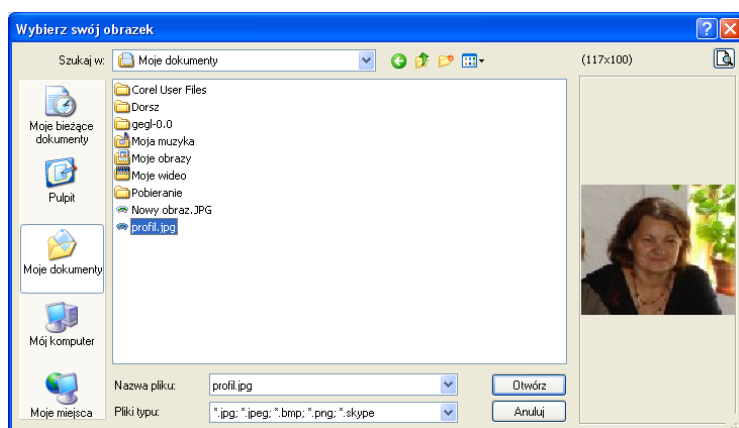 Wybierz swój obrazek
Szukaj w: Moje dokumenty (117x100)
Moje bieżące
dokumenty
Pulpit
Moje dokumenty
Mój komputer
Moje miejsca
Corel User Files
Dorsz
gegl-0.0
Moja muzyka
Moje obrazy
Moje wideo
Pobieranie
Nowy obraz.JPG
profil.jpg
Nazwa pliku: profil.jpg Otwórz
Pliki typu: *.jpg; *.jpeg; *.bmp; *.png; *.skype Anuluj